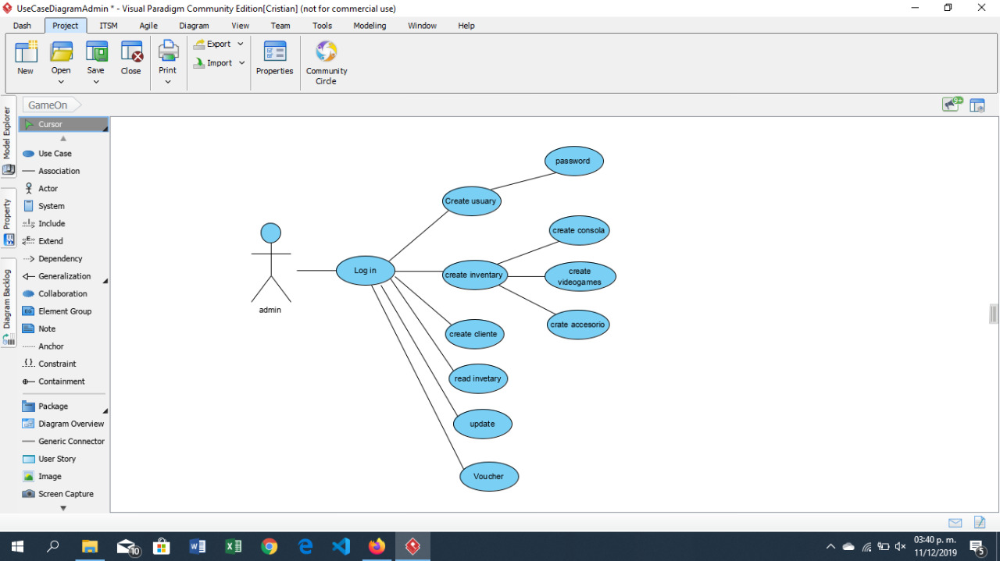 UseCaseDiagramAdmin * - Visual Paradigm Community Edition[Cristian] (not for commercial use)
Dash Project ITSM Agile Diagram View Team Tools Modeling Window Help
New Open Save Close Print Export Import Properties Community Circle
GameOn
Model Explorer
Property
Diagram Backlog
Cursor
Use Case
Association
Actor
System
Include
Extend
Dependency
Generalization
Collaboration
EG Element Group
Note
Anchor
Constraint
Containment
Package
Diagram Overview
Generic Connector
User Story
Image
Screen Capture
admin
Log in
Create usuary
password
create inventary
create consola
create
videogames
crate accesorio
create cliente
read invetary
update
Voucher
9+
10
03:40 p. m.
11/12/2019
5